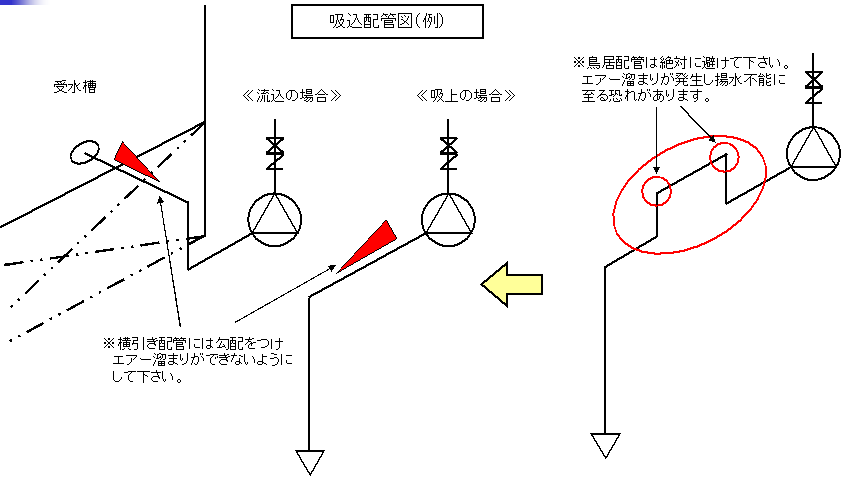 吸込配管図(例)
受水槽
≪流込の場合≫
≪吸上の場合≫
※鳥居配管は絶対に避けて下さい。
エアー溜まりが発生し揚水不能に
至る恐れがあります。
※横引き配管には勾配をつけ
エアー溜まりができないように
して下さい。